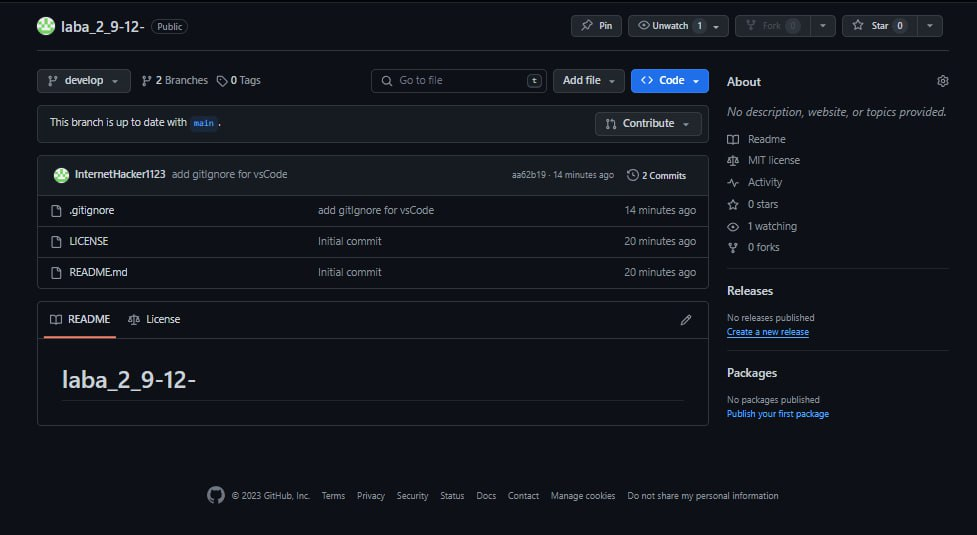 laba_2_9-12- Public Pin Unwatch 1 Fork 0 Star 0
develop 2 Branches 0 Tags Go to file t Add file Code
This branch is up to date with main . Contribute
InternetHacker1123 add gitIgnore for vsCode aa62b19 · 14 minutes ago 2 Commits
.gitignore add gitIgnore for vsCode 14 minutes ago
LICENSE Initial commit 20 minutes ago
README.md Initial commit 20 minutes ago
README License
laba_2_9-12-
About
No description, website, or topics provided.
Readme
MIT license
Activity
0 stars
1 watching
0 forks
Releases
No releases published
Create a new release
Packages
No packages published
Publish your first package
© 2023 GitHub, Inc. Terms Privacy Security Status Docs Contact Manage cookies Do not share my personal information